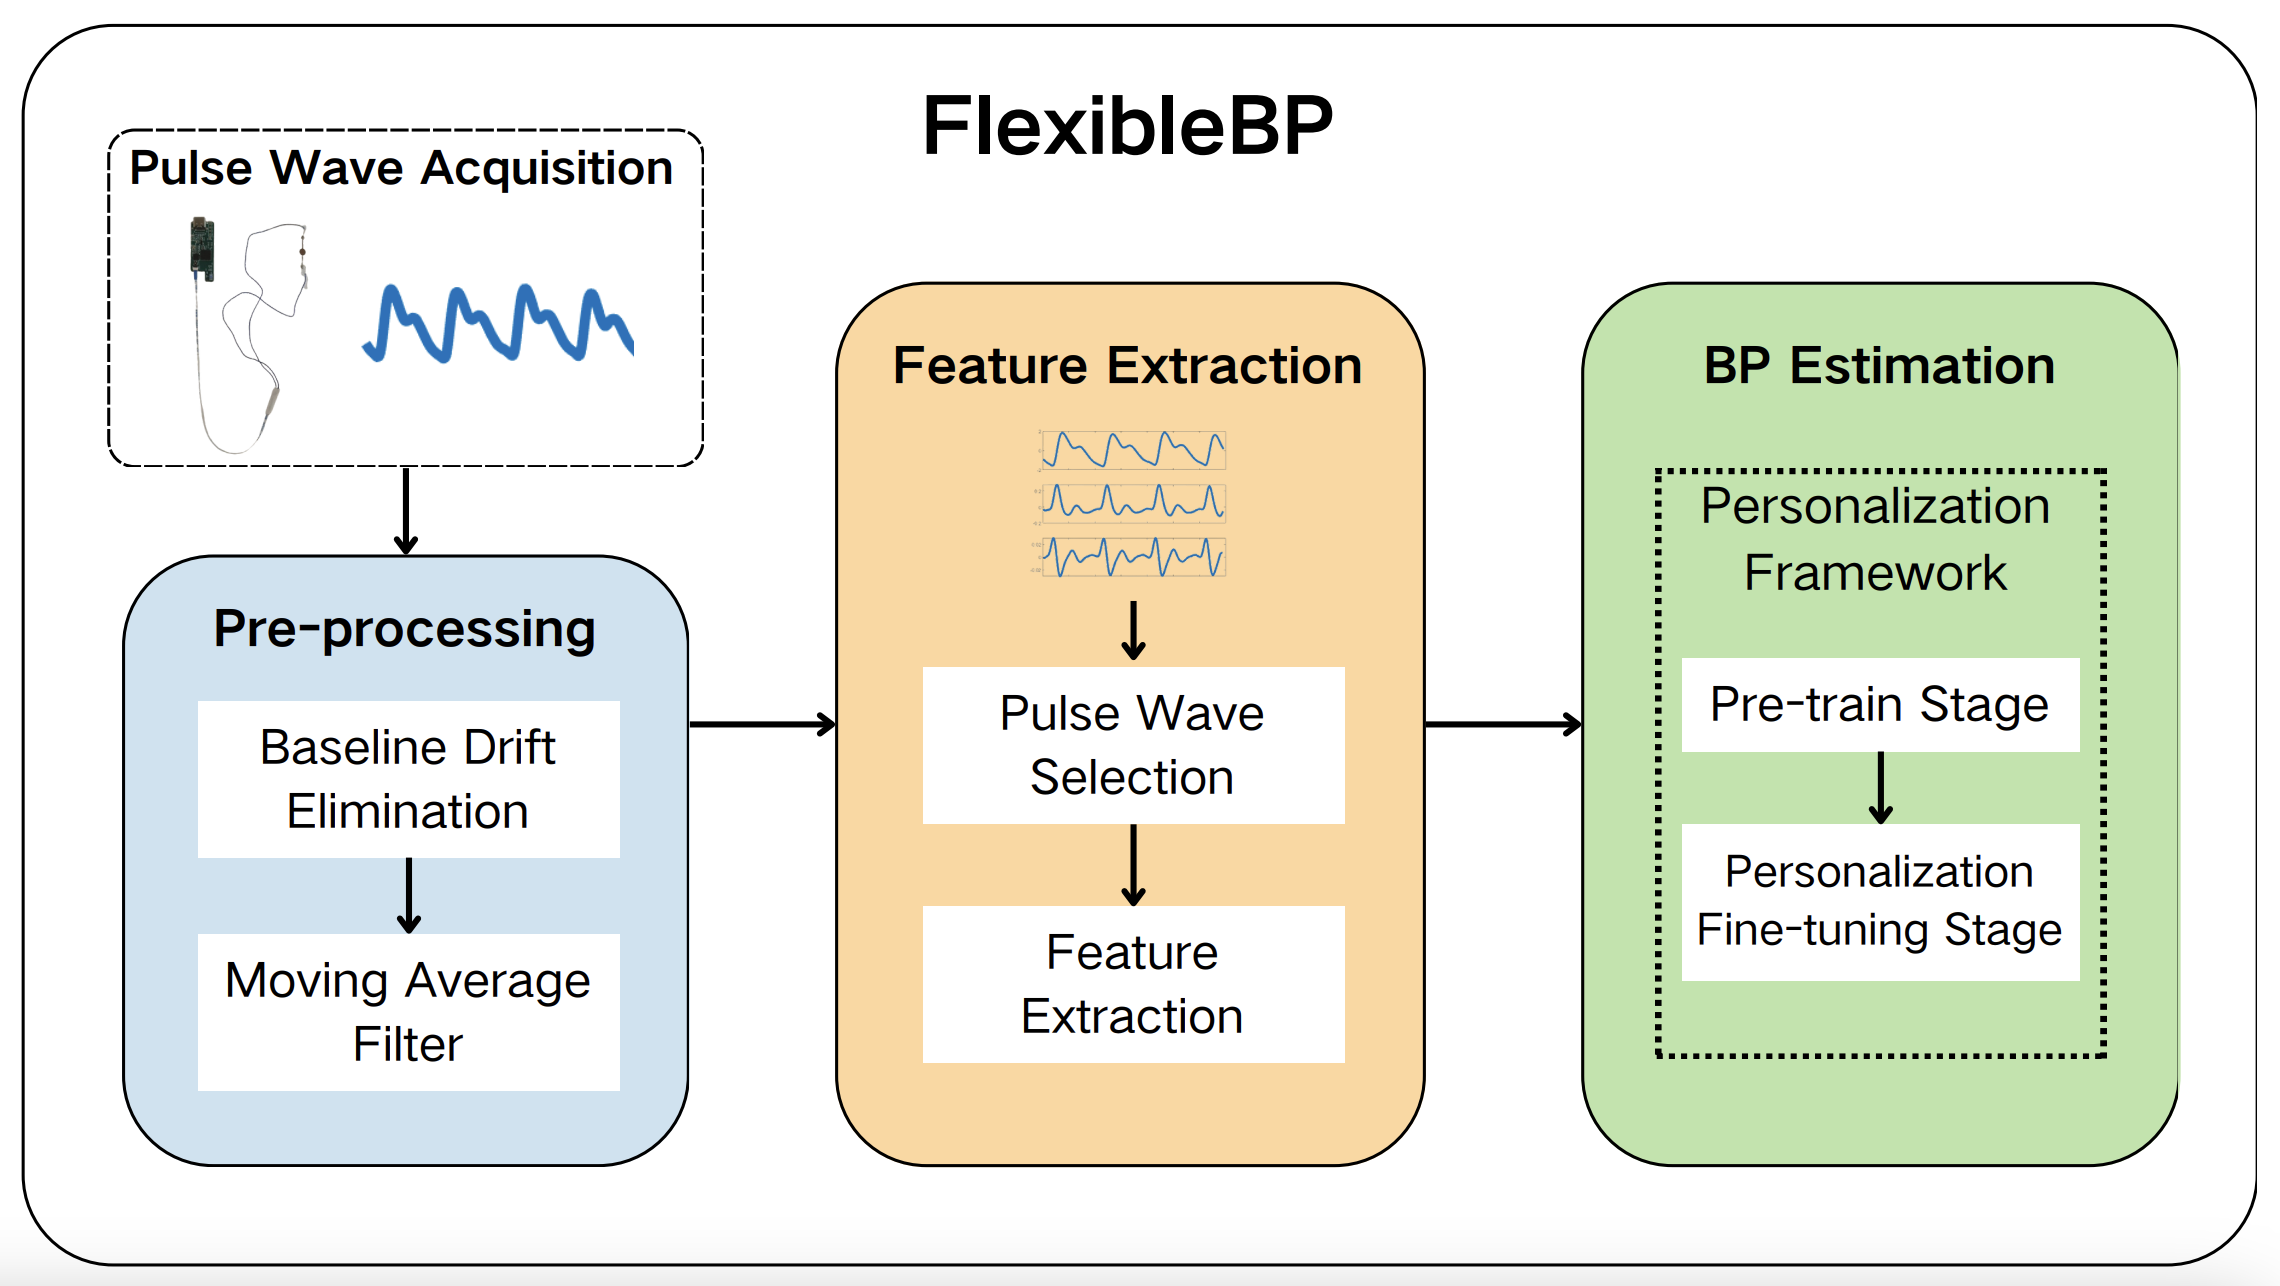 FlexibleBP
Pulse Wave Acquisition
Pre-processing
Baseline Drift
Elimination
Moving Average
Filter
Feature Extraction
Pulse Wave
Selection
Feature
Extraction
BP Estimation
Personalization
Framework
Pre-train Stage
Personalization
Fine-tuning Stage